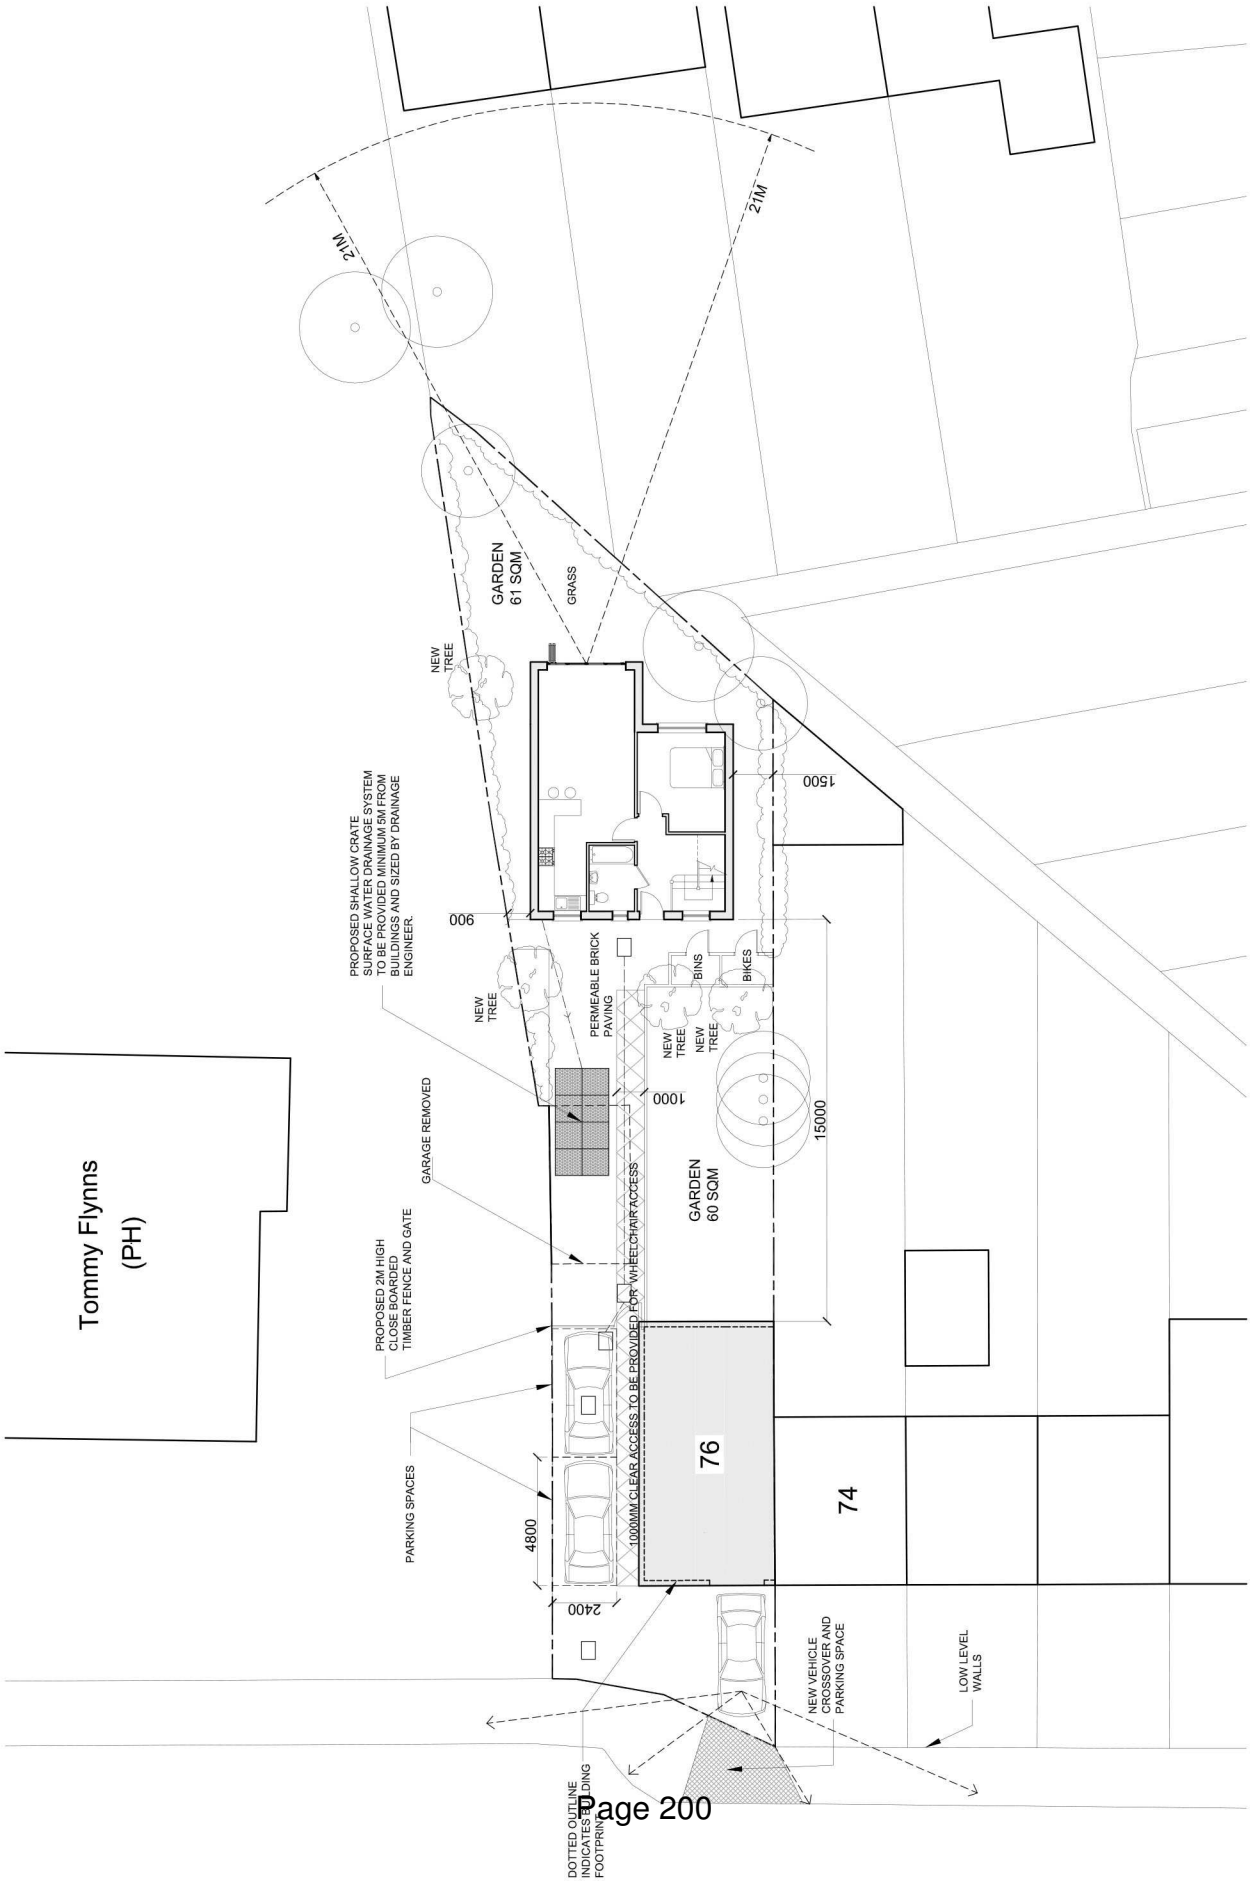 Tommy Flynns
(PH)
PROPOSED SHALLOW CRATE
SURFACE WATER DRAINAGE SYSTEM
TO BE PROVIDED MINIMUM 5M FROM
BUILDINGS AND SIZED BY DRAINAGE
ENGINEER.
GARAGE REMOVED
PROPOSED 2M HIGH
CLOSE BOARDED
TIMBER FENCE AND GATE
PARKING SPACES
4800
2400
900
NEW
TREE
NEW
TREE
21M
21M
GARDEN
61 SQM
GRASS
PERMEABLE BRICK
PAVING
1000MM CLEAR ACCESS TO BE PROVIDED FOR WHEELCHAIR ACCESS
1000
NEW
TREE
NEW
TREE
BINS
BIKES
1500
GARDEN
60 SQM
15000
76
74
DOTTED OUTLINE
INDICATES BUILDING
FOOTPRINT
NEW VEHICLE
CROSSOVER AND
PARKING SPACE
LOW LEVEL
WALLS
Page 200